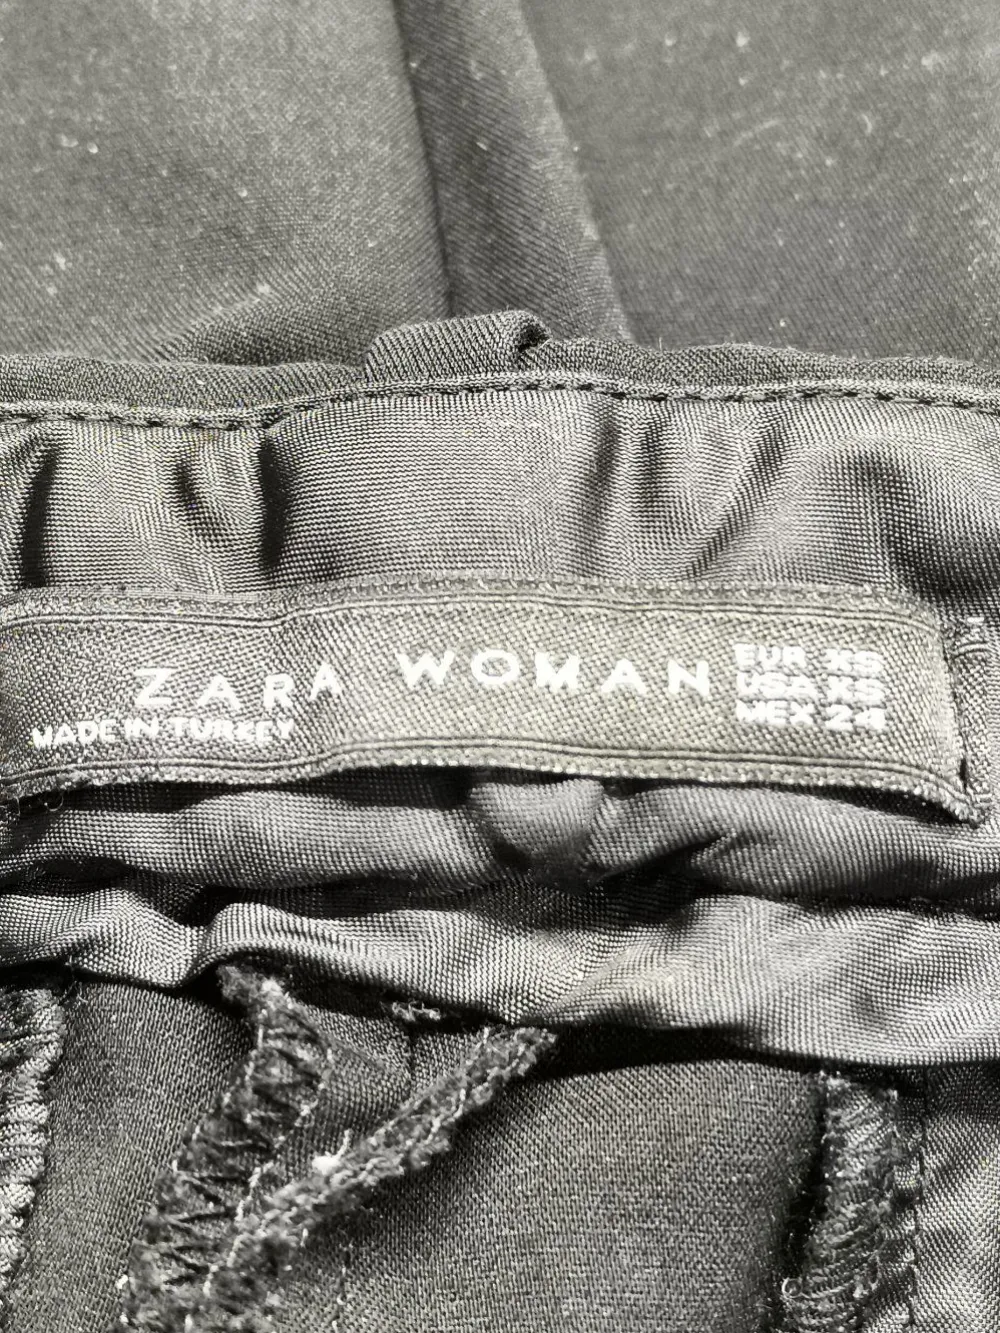 ZARA WOMAN
MADE IN TURKEY
EUR XS
USA XS
MEX 24